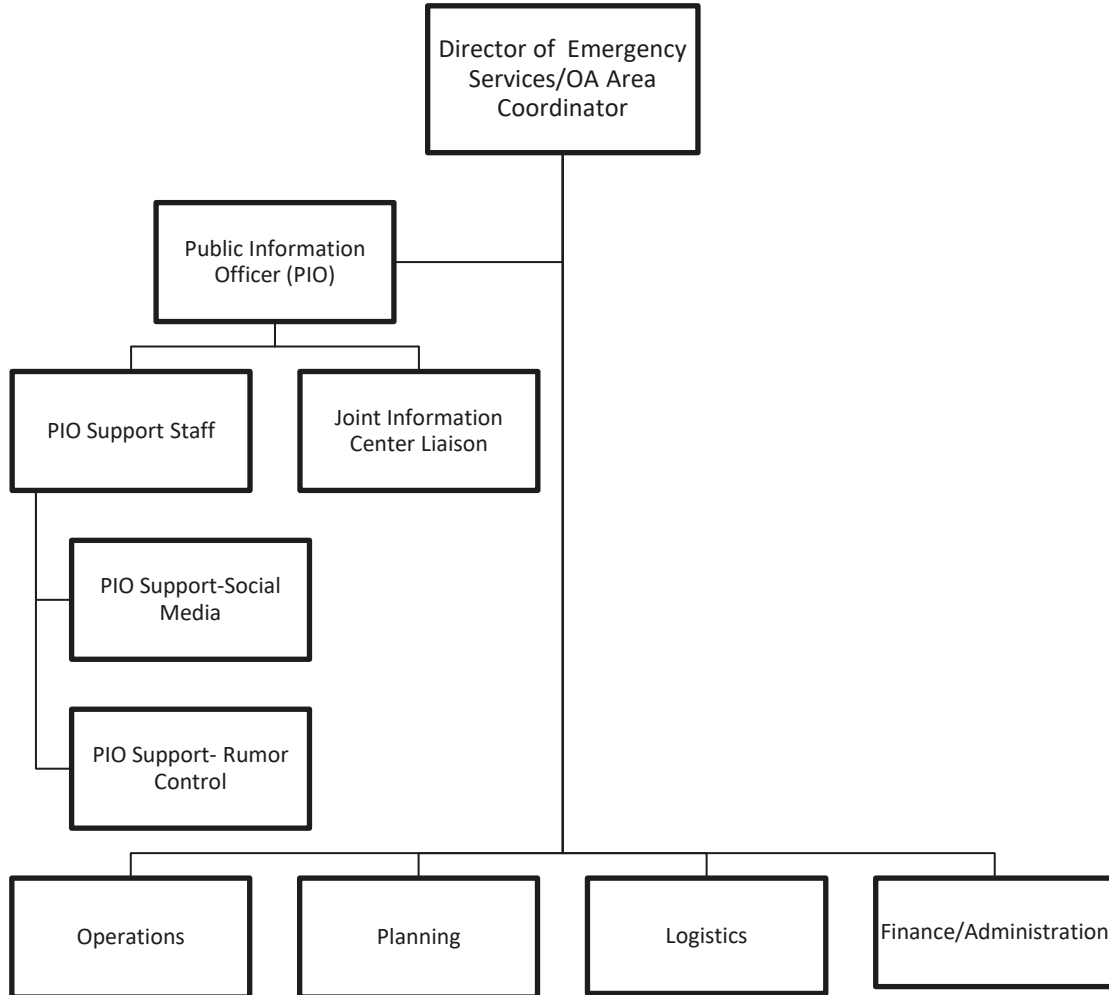 Director of Emergency
Services/OA Area
Coordinator
Public Information
Officer (PIO)
PIO Support Staff
Joint Information
Center Liaison
PIO Support-Social
Media
PIO Support- Rumor
Control
Operations
Planning
Logistics
Finance/Administration